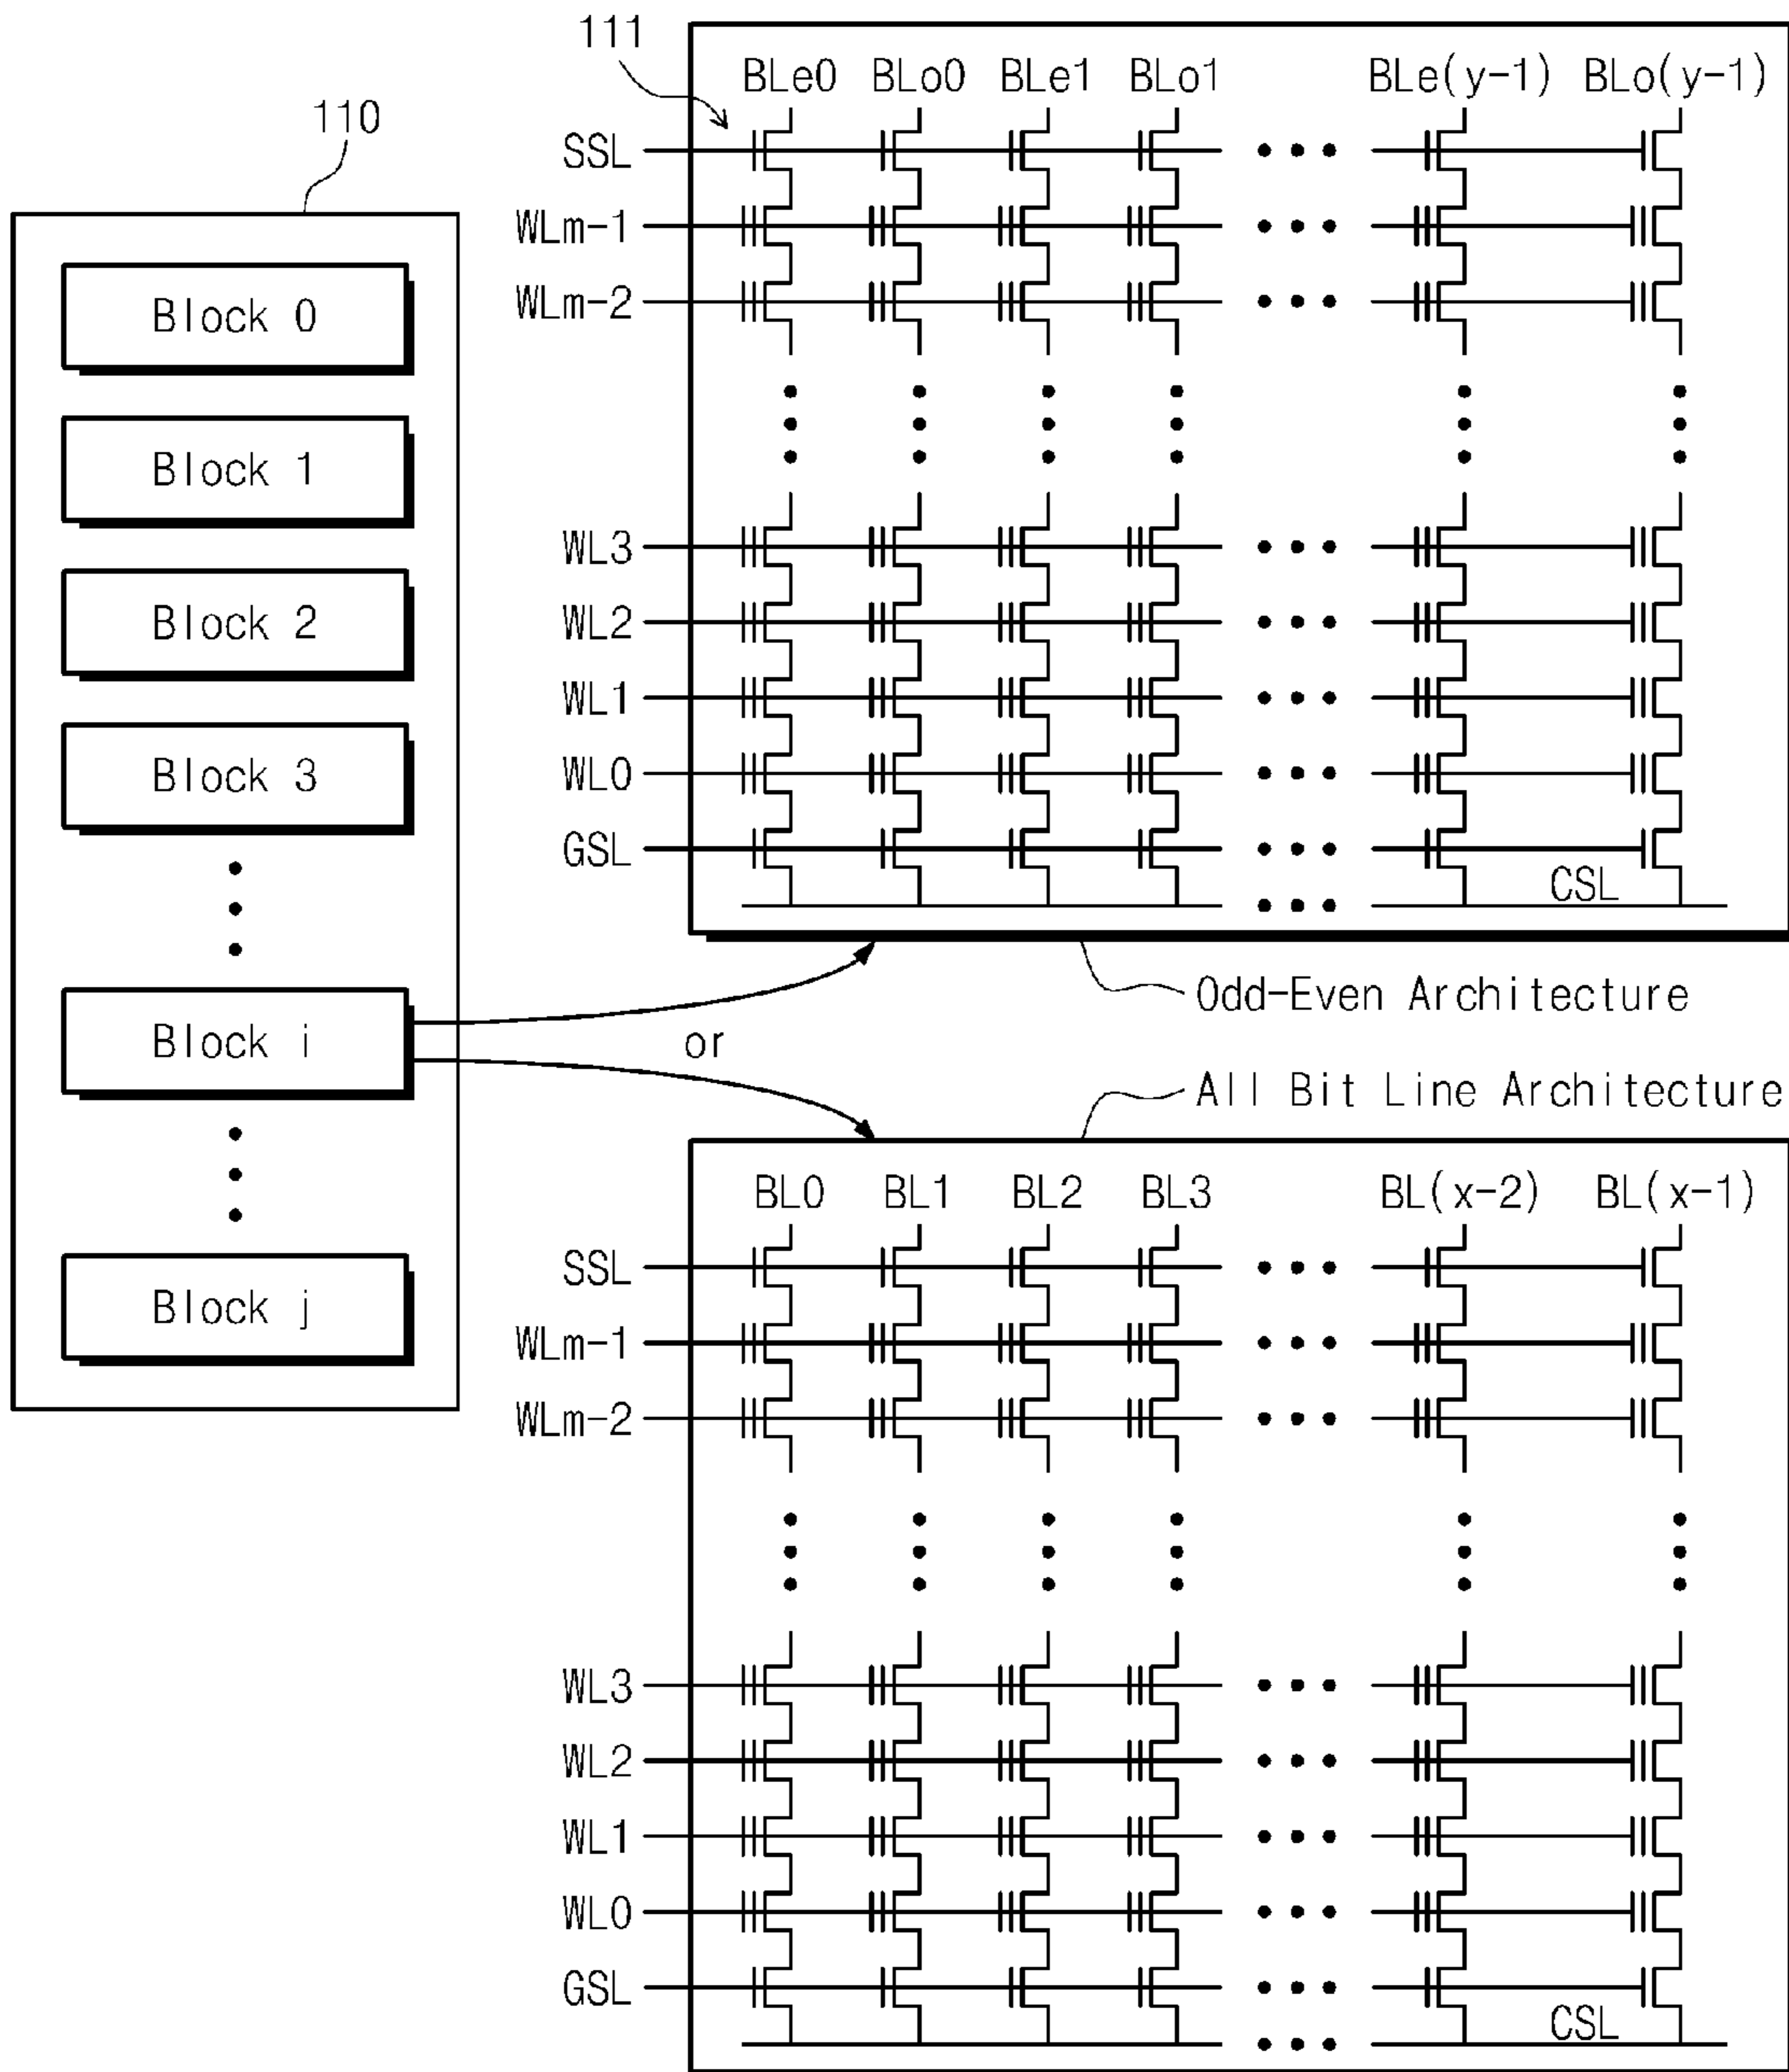 110
Block 0
Block 1
Block 2
Block 3
Block i
Block j
or
111
BLe0 BLo0 BLe1 BLo1 BLe(y-1) BLo(y-1)
SSL
WLm-1
WLm-2
WL3
WL2
WL1
WL0
GSL
CSL
Odd-Even Architecture
All Bit Line Architecture
BL0 BL1 BL2 BL3 BL(x-2) BL(x-1)
SSL
WLm-1
WLm-2
WL3
WL2
WL1
WL0
GSL
CSL